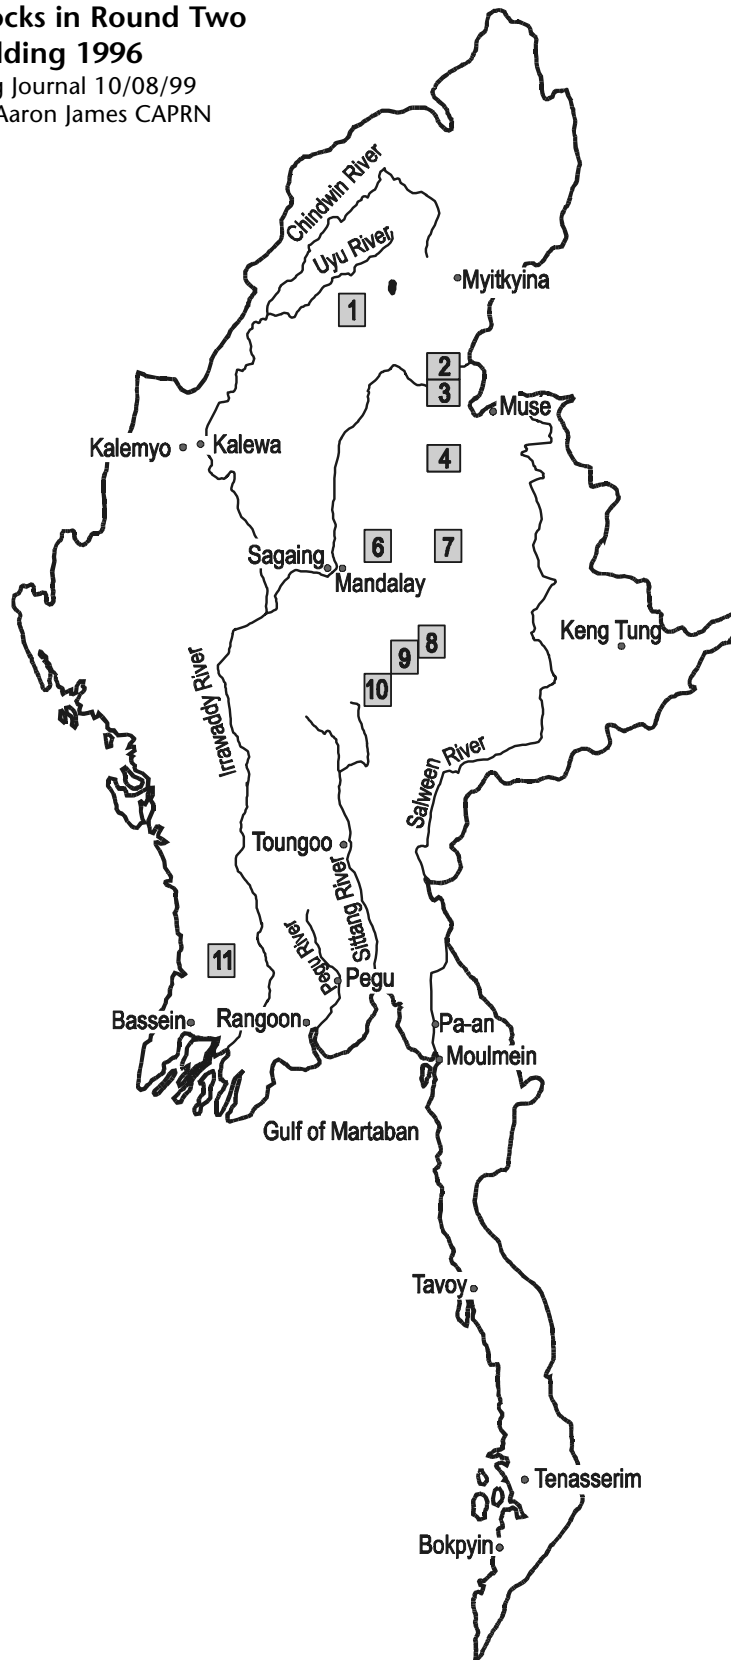 ocks in Round Two
lding 1996
g Journal 10/08/99
Aaron James CAPRN
Chindwin River
Uyu River
Myitkyina
1
2
3
Muse
Kalemyo
Kalewa
4
6
7
Sagaing
Mandalay
Keng Tung
8
9
10
Irrawaddy River
Salween River
Toungoo
Sittang River
Pegu River
11
Pegu
Bassein
Rangoon
Pa-an
Moulmein
Gulf of Martaban
Tavoy
Tenasserim
Bokpyin